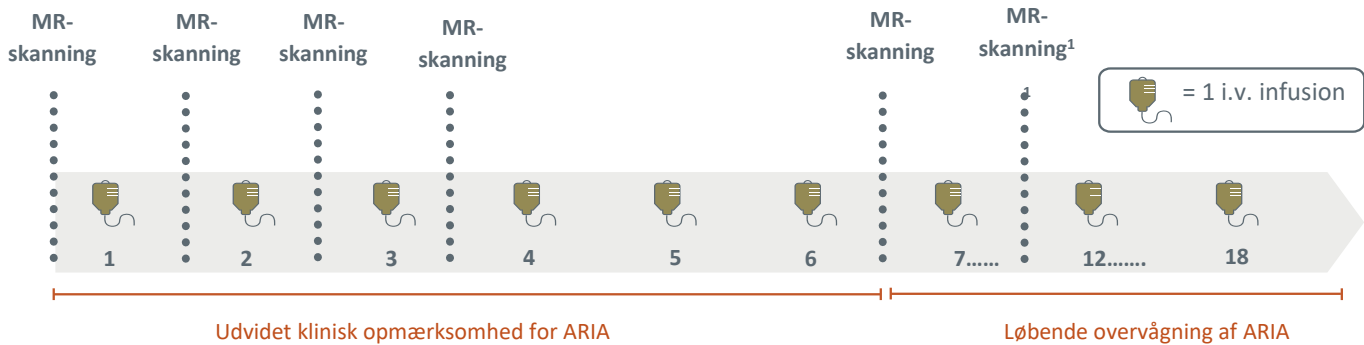 MR-
skanning
MR-
skanning
MR-
skanning
MR-
skanning
MR-
skanning
MR-
skanning¹
1
= 1 i.v. infusion
1
2
3
4
5
6
7......
12.......
18
Udvidet klinisk opmærksomhed for ARIA
Løbende overvågning af ARIA